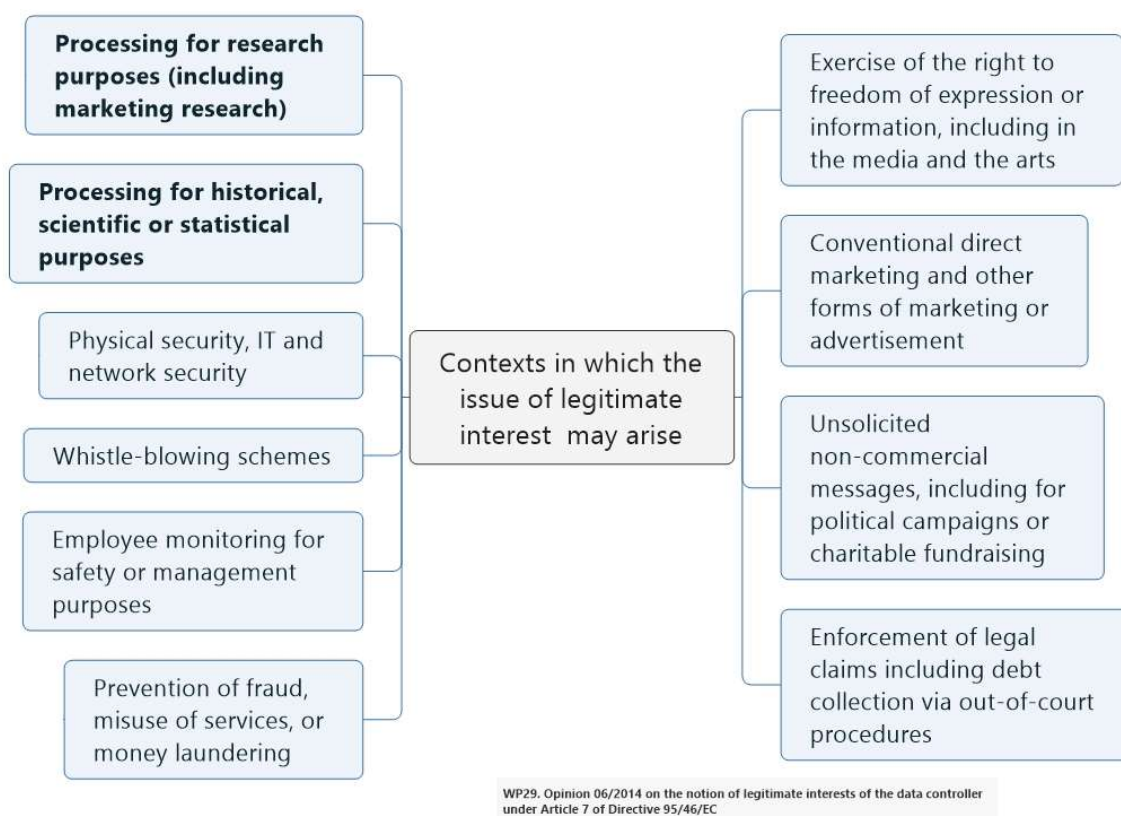 Processing for research
purposes (including
marketing research)
Processing for historical,
scientific or statistical
purposes
Physical security, IT and
network security
Whistle-blowing schemes
Employee monitoring for
safety or management
purposes
Prevention of fraud,
misuse of services, or
money laundering
Contexts in which the
issue of legitimate
interest may arise
Exercise of the right to
freedom of expression or
information, including in
the media and the arts
Conventional direct
marketing and other
forms of marketing or
advertisement
Unsolicited
non-commercial
messages, including for
political campaigns or
charitable fundraising
Enforcement of legal
claims including debt
collection via out-of-court
procedures
WP29. Opinion 06/2014 on the notion of legitimate interests of the data controller
under Article 7 of Directive 95/46/EC